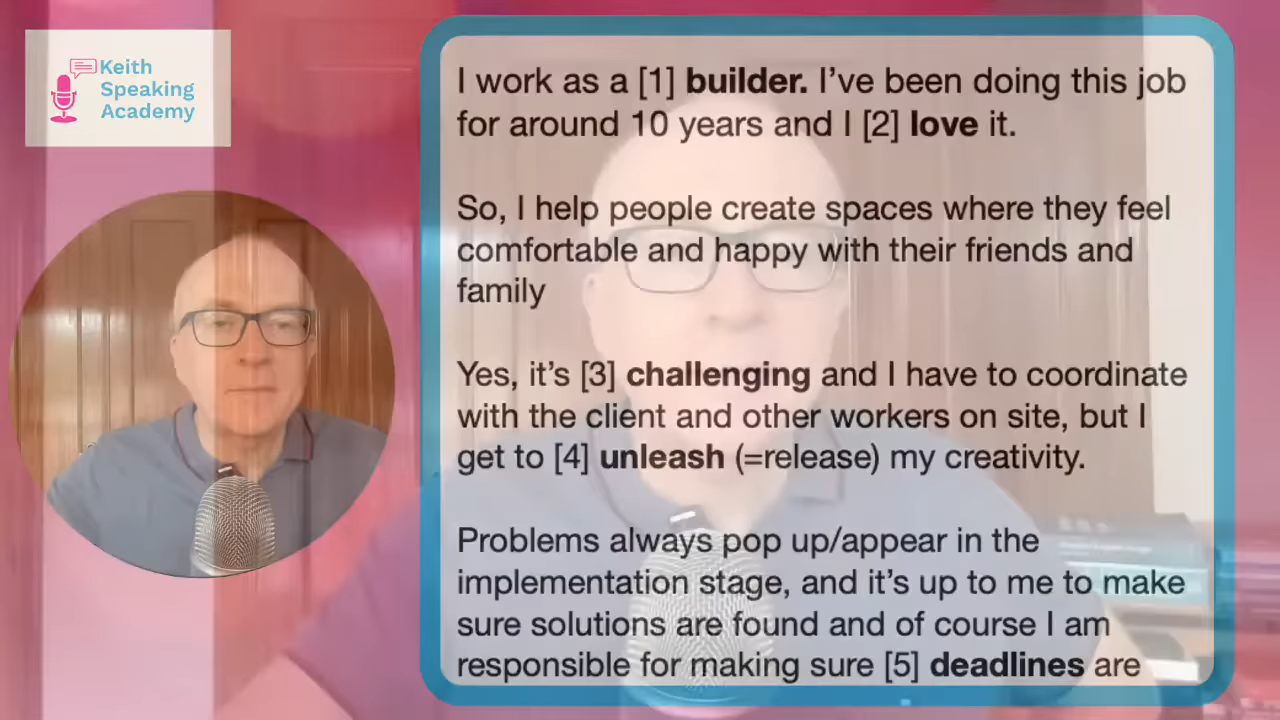 Keith
Speaking
Academy
I work as a [1] builder. I've been doing this job
for around 10 years and I [2] love it.
So, I help people create spaces where they feel
comfortable and happy with their friends and
family
Yes, it's [3] challenging and I have to coordinate
with the client and other workers on site, but I
get to [4] unleash (=release) my creativity.
Problems always pop up/appear in the
implementation stage, and it's up to me to make
sure solutions are found and of course I am
responsible for making sure [5] deadlines are